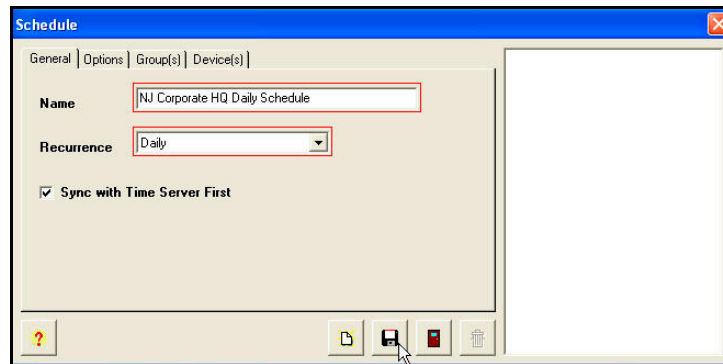 Schedule
General Options Group(s) Device(s)
Name NJ Corporate HQ Daily Schedule
Recurrence Daily
Sync with Time Server First
?